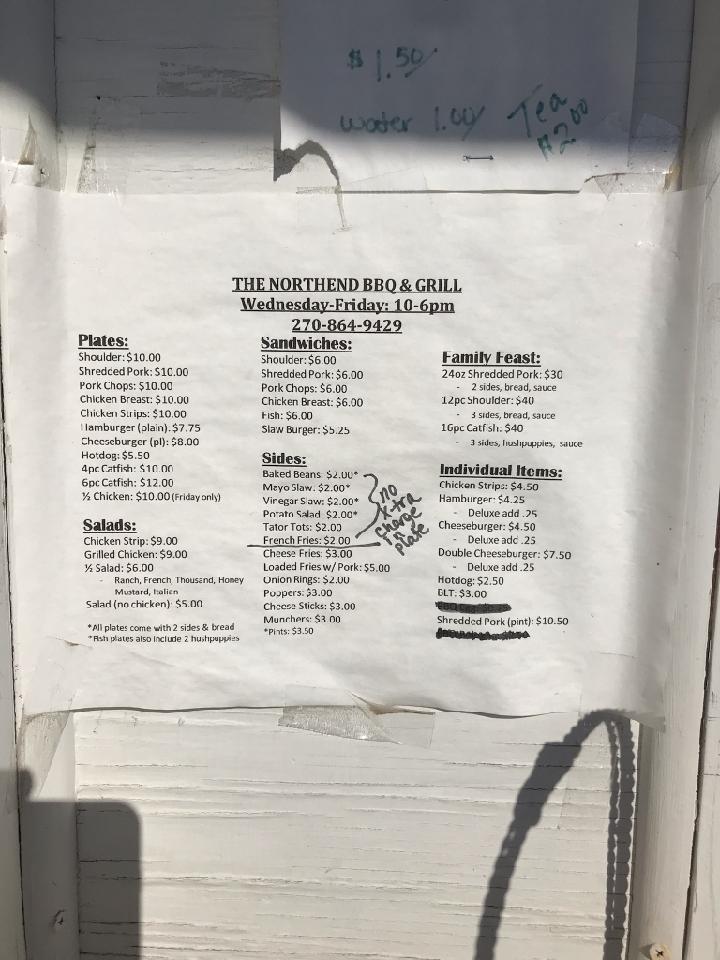 $ 1.50/
water 1.00/ Tea
$2.00
THE NORTHEND BBQ & GRILL
Wednesday-Friday: 10-6pm
270-864-9429
Plates:
Shoulder: $10.00
Shredded Pork: $10.00
Pork Chops: $10.00
Chicken Breast: $10.00
Chicken Strips: $10.00
Hamburger (plain): $7.75
Cheeseburger (pl): $8.00
Hotdog: $5.50
4pc Catfish: $10.00
6pc Catfish: $12.00
½ Chicken: $10.00 (Friday only)
Salads:
Chicken Strip: $9.00
Grilled Chicken: $9.00
½ Salad: $6.00
- Ranch, French, Thousand, Honey
Mustard, Italian
Salad (no chicken): $5.00
*All plates come with 2 sides & bread
*Fish plates also include 2 hushpuppies
Sandwiches:
Shoulder: $6.00
Shredded Pork: $6.00
Pork Chops: $6.00
Chicken Breast: $6.00
Fish: $6.00
Slaw Burger: $5.25
Sides:
Baked Beans $2.00*
Mayo Slaw: $2.00*
Vinegar Slaw: $2.00*
Potato Salad: $2.00*
Tator Tots: $2.00
French Fries: $2.00
Cheese Fries: $3.00
Loaded Fries w/ Pork: $5.00
Onion Rings: $2.00
Poppers: $3.00
Cheese Sticks: $3.00
Munchers: $3.00
*Pints: $3.50
no
x-tra
charge
n
plate
Family Feast:
24oz Shredded Pork: $30
- 2 sides, bread, sauce
12pc Shoulder: $40
- 3 sides, bread, sauce
16pc Catfish: $40
- 3 sides, hushpuppies, sauce
Individual Items:
Chicken Strips: $4.50
Hamburger: $4.25
- Deluxe add .25
Cheeseburger: $4.50
- Deluxe add .25
Double Cheeseburger: $7.50
- Deluxe add .25
Hotdog: $2.50
BLT: $3.00
Shredded Pork (pint): $10.50